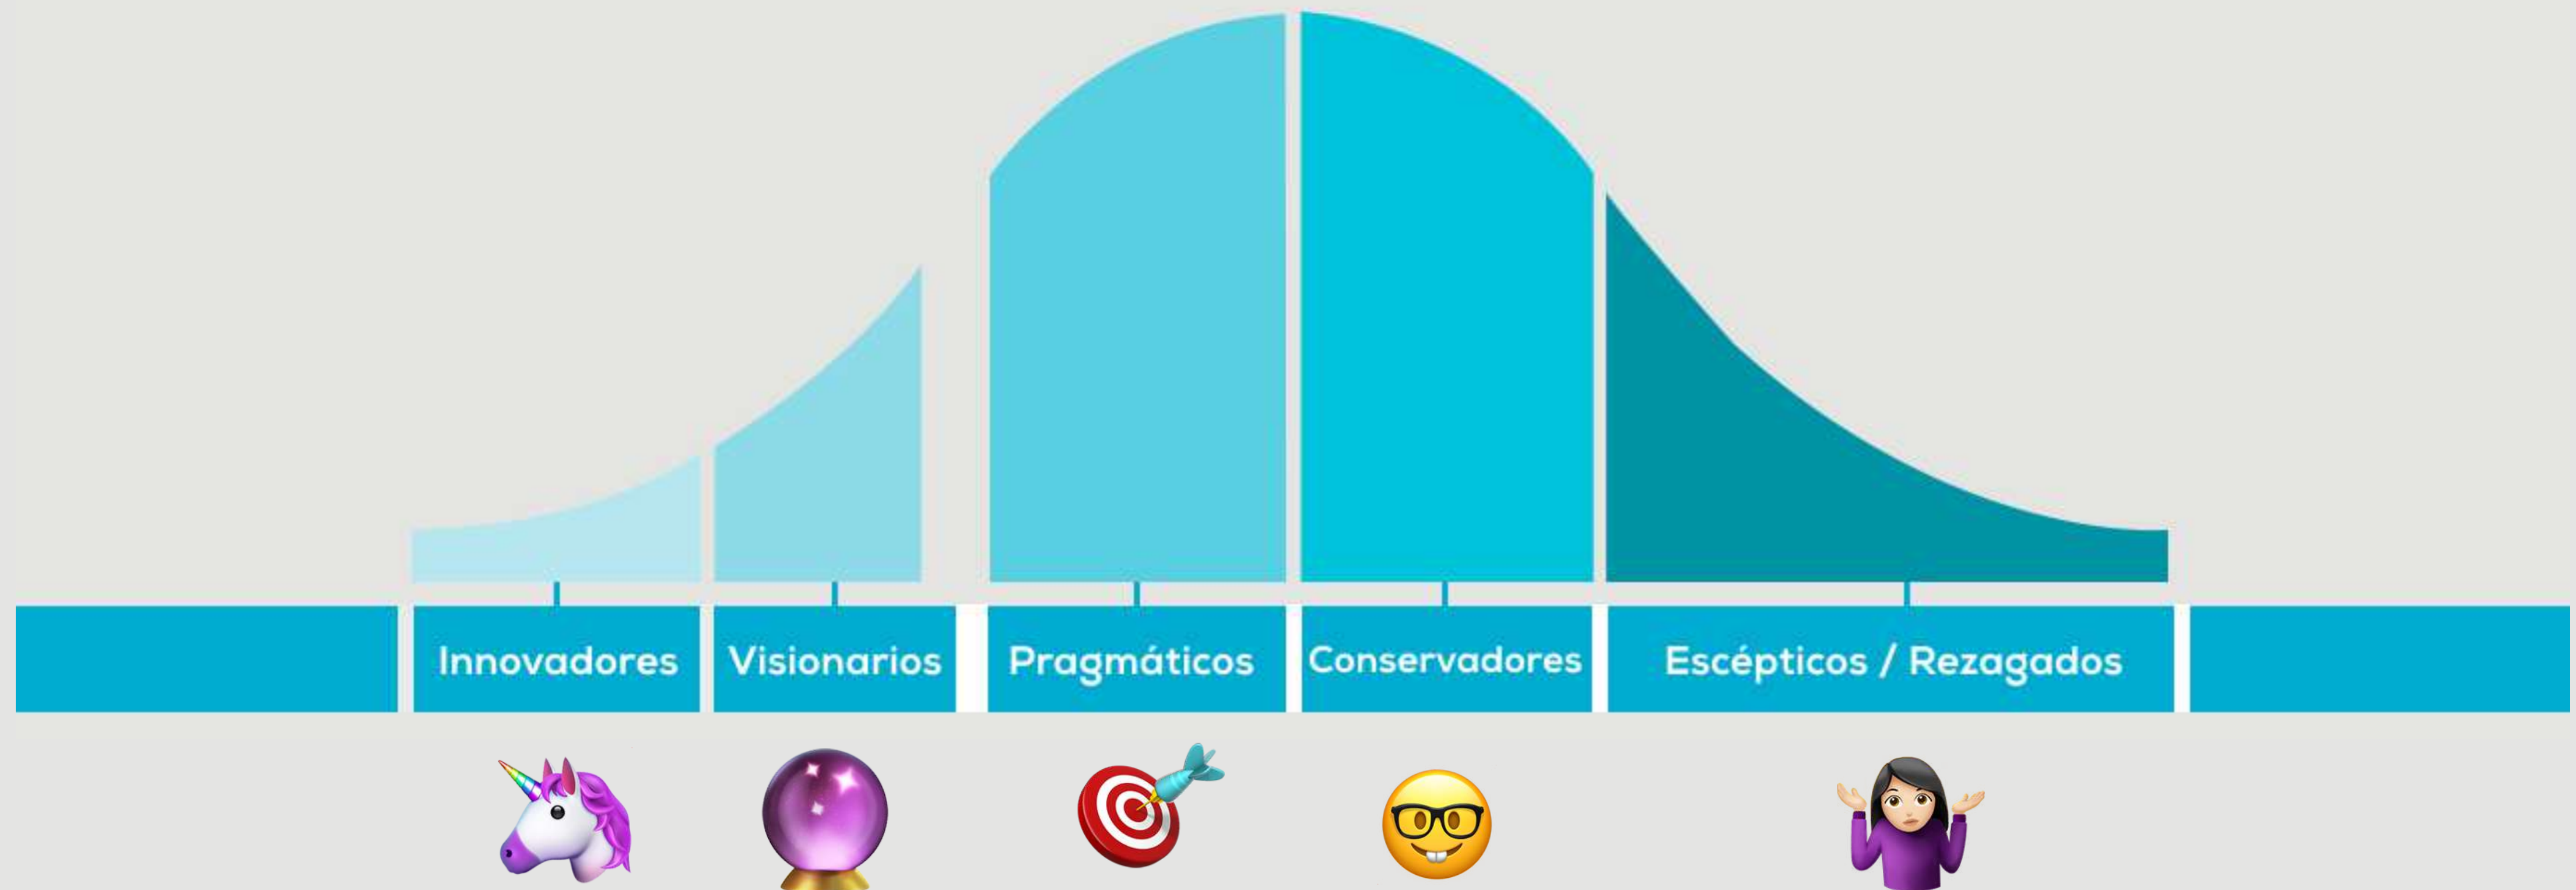 Innovadores
Visionarios
Pragmáticos
Conservadores
Escépticos / Rezagados